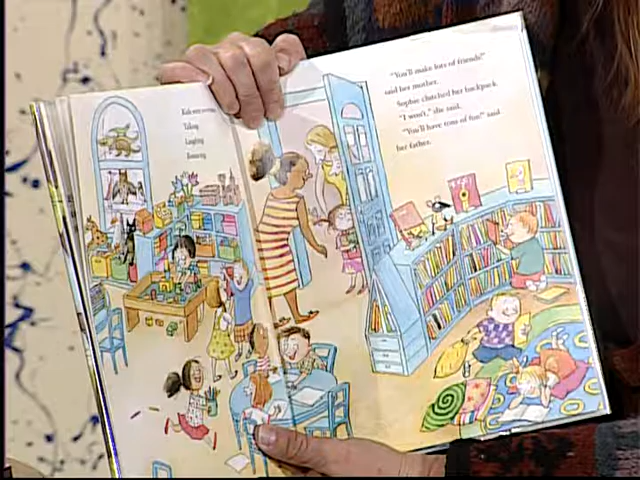 Kids were everywhere.
Talking.
Laughing.
Running.
"You'll make lots of friends!"
said her mother.
Sophie clutched her backpack.
"I won't," she said.
"You'll have tons of fun!" said
her father.